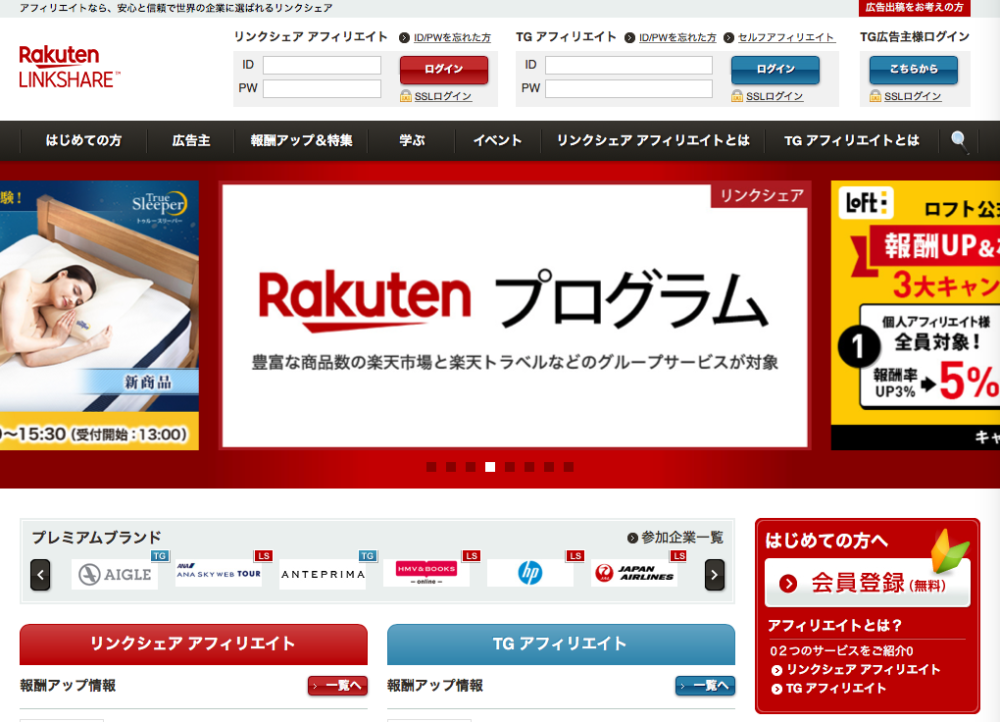 アフィリエイトなら、安心と信頼で世界の企業に選ばれるリンクシェア
広告出稿をお考えの方
Rakuten
LINKSHARE™
リンクシェア アフィリエイト
ID/PWを忘れた方
ID
PW
ログイン
SSLログイン
TG アフィリエイト
ID/PWを忘れた方
セルフアフィリエイト
ID
PW
ログイン
SSLログイン
TG広告主様ログイン
こちらから
SSLログイン
はじめての方
広告主
報酬アップ&特集
学ぶ
イベント
リンクシェア アフィリエイトとは
TG アフィリエイトとは
験!
True
Sleeper
トゥルースリーパー
新商品
~15:30 (受付開始:13:00)
リンクシェア
Rakuten プログラム
豊富な商品数の楽天市場と楽天トラベルなどのグループサービスが対象
LOFT
ロフト公
報酬UP&
3大キャン
1
個人アフィリエイト様
全員対象!
報酬率
UP3%
5%
キャ
プレミアムブランド
参加企業一覧
TG
AIGLE
LS
ANA
ANA SKY WEB TOUR
TG
ANTEPRIMA
LS
HMV&BOOKS
online
LS
hp
LS
JAPAN
AIRLINES
はじめての方へ
会員登録(無料)
アフィリエイトとは?
0２つのサービスをご紹介0
リンクシェア アフィリエイト
TG アフィリエイト
リンクシェア アフィリエイト
報酬アップ情報
一覧へ
TG アフィリエイト
報酬アップ情報
一覧へ